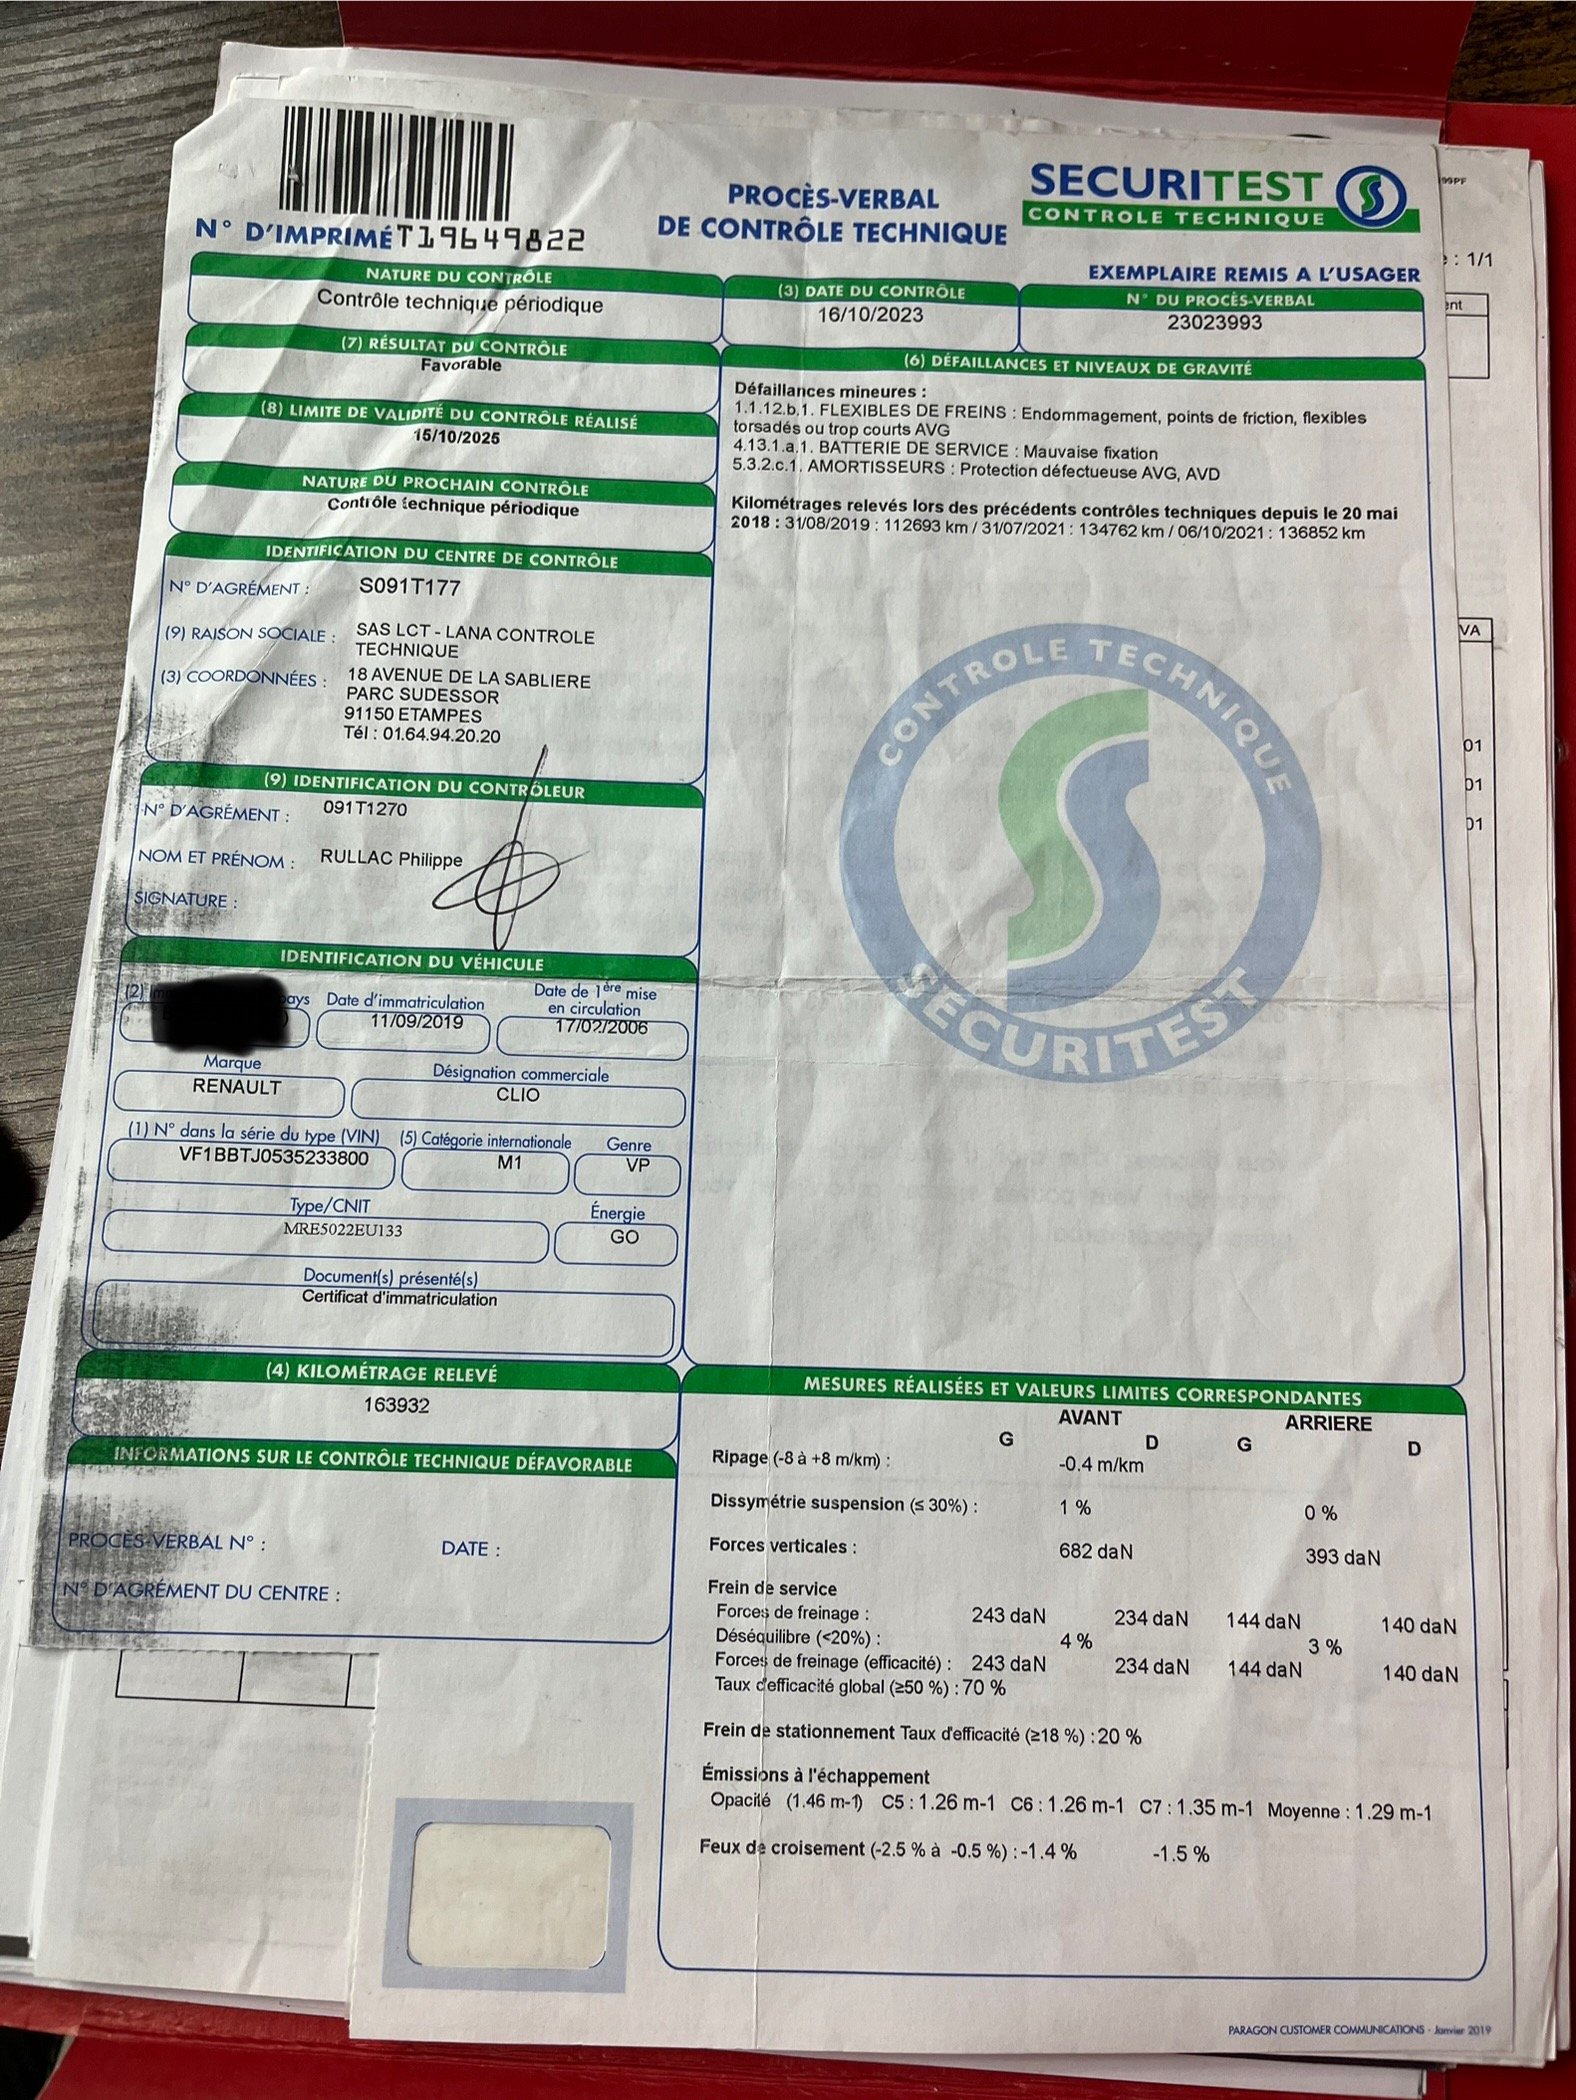 N° D'IMPRIMÉ T19649822
PROCÈS-VERBAL
DE CONTRÔLE TECHNIQUE
SECURITEST
CONTROLE TECHNIQUE
EXEMPLAIRE REMIS A L'USAGER
NATURE DU CONTRÔLE
Contrôle technique périodique
(3) DATE DU CONTRÔLE
16/10/2023
N° DU PROCÈS-VERBAL
23023993
(7) RÉSULTAT DU CONTRÔLE
Favorable
(8) LIMITE DE VALIDITÉ DU CONTRÔLE RÉALISÉ
15/10/2025
NATURE DU PROCHAIN CONTRÔLE
Contrôle technique périodique
IDENTIFICATION DU CENTRE DE CONTRÔLE
N° D'AGRÉMENT : S091T177
(9) RAISON SOCIALE : SAS LCT - LANA CONTROLE
TECHNIQUE
(3) COORDONNÉES : 18 AVENUE DE LA SABLIERE
PARC SUDESSOR
91150 ETAMPES
Tél : 01.64.94.20.20
(9) IDENTIFICATION DU CONTRÔLEUR
N° D'AGRÉMENT : 091T1270
NOM ET PRÉNOM : RULLAC Philippe
SIGNATURE :
IDENTIFICATION DU VÉHICULE
(2) pays
Date d'immatriculation
11/09/2019
Date de 1ère mise
en circulation
17/02/2006
Marque
RENAULT
Désignation commerciale
CLIO
(1) N° dans la série du type (VIN)
VF1BBTJ0535233800
(5) Catégorie internationale
M1
Genre
VP
Type/CNIT
MRE5022EU133
Énergie
GO
Document(s) présenté(s)
Certificat d'immatriculation
(4) KILOMÉTRAGE RELEVÉ
163932
INFORMATIONS SUR LE CONTRÔLE TECHNIQUE DÉFAVORABLE
PROCÈS-VERBAL N° : DATE :
N° D'AGRÉMENT DU CENTRE :
(6) DÉFAILLANCES ET NIVEAUX DE GRAVITÉ
Défaillances mineures :
1.1.12.b.1. FLEXIBLES DE FREINS : Endommagement, points de friction, flexibles
torsadés ou trop courts AVG
4.13.1.a.1. BATTERIE DE SERVICE : Mauvaise fixation
5.3.2.c.1. AMORTISSEURS : Protection défectueuse AVG, AVD
Kilométrages relevés lors des précédents contrôles techniques depuis le 20 mai
2018 : 31/08/2019 : 112693 km / 31/07/2021 : 134762 km / 06/10/2021 : 136852 km
CONTROLE TECHNIQUE
SECURITEST
MESURES RÉALISÉES ET VALEURS LIMITES CORRESPONDANTES
AVANT ARRIERE
G D G D
Ripage (-8 à +8 m/km) : -0.4 m/km
Dissymétrie suspension (≤ 30%) : 1 % 0 %
Forces verticales : 682 daN 393 daN
Frein de service
Forces de freinage : 243 daN 234 daN 144 daN 140 daN
Déséquilibre (<20%) : 4 % 3 %
Forces de freinage (efficacité) : 243 daN 234 daN 144 daN 140 daN
Taux d'efficacité global (≥50 %) : 70 %
Frein de stationnement Taux d'efficacité (≥18 %) : 20 %
Émissions à l'échappement
Opacité (1.46 m-1) C5 : 1.26 m-1 C6 : 1.26 m-1 C7 : 1.35 m-1 Moyenne : 1.29 m-1
Feux de croisement (-2.5 % à -0.5 %) : -1.4 % -1.5 %
PARAGON CUSTOMER COMMUNICATIONS - Janvier 2019
99PF
: 1/1
ent
VA
01
01
01